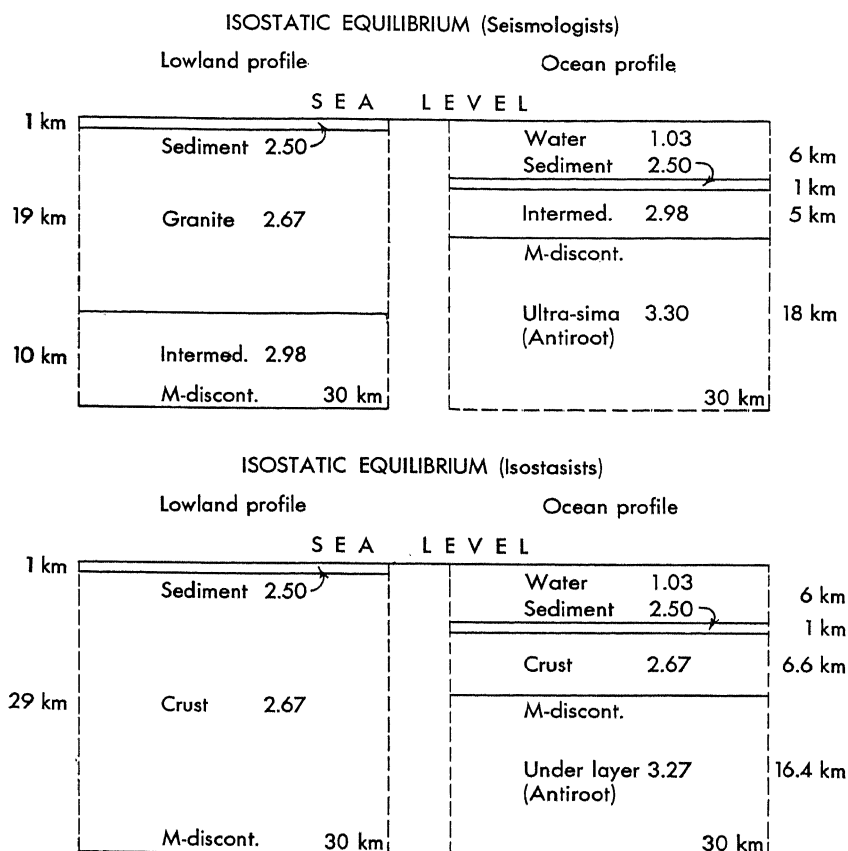 ISOSTATIC EQUILIBRIUM (Seismologists)
Lowland profile Ocean profile
SEA LEVEL
1 km
Sediment 2.50
19 km Granite 2.67
10 km Intermed. 2.98
M-discont. 30 km
Water 1.03
6 km
Sediment 2.50
1 km
Intermed. 2.98 5 km
M-discont.
Ultra-sima 3.30 18 km
(Antiroot)
30 km
ISOSTATIC EQUILIBRIUM (Isostasists)
Lowland profile Ocean profile
SEA LEVEL
1 km
Sediment 2.50
29 km Crust 2.67
M-discont. 30 km
Water 1.03
6 km
Sediment 2.50
1 km
Crust 2.67 6.6 km
M-discont.
Under layer 3.27 16.4 km
(Antiroot)
30 km